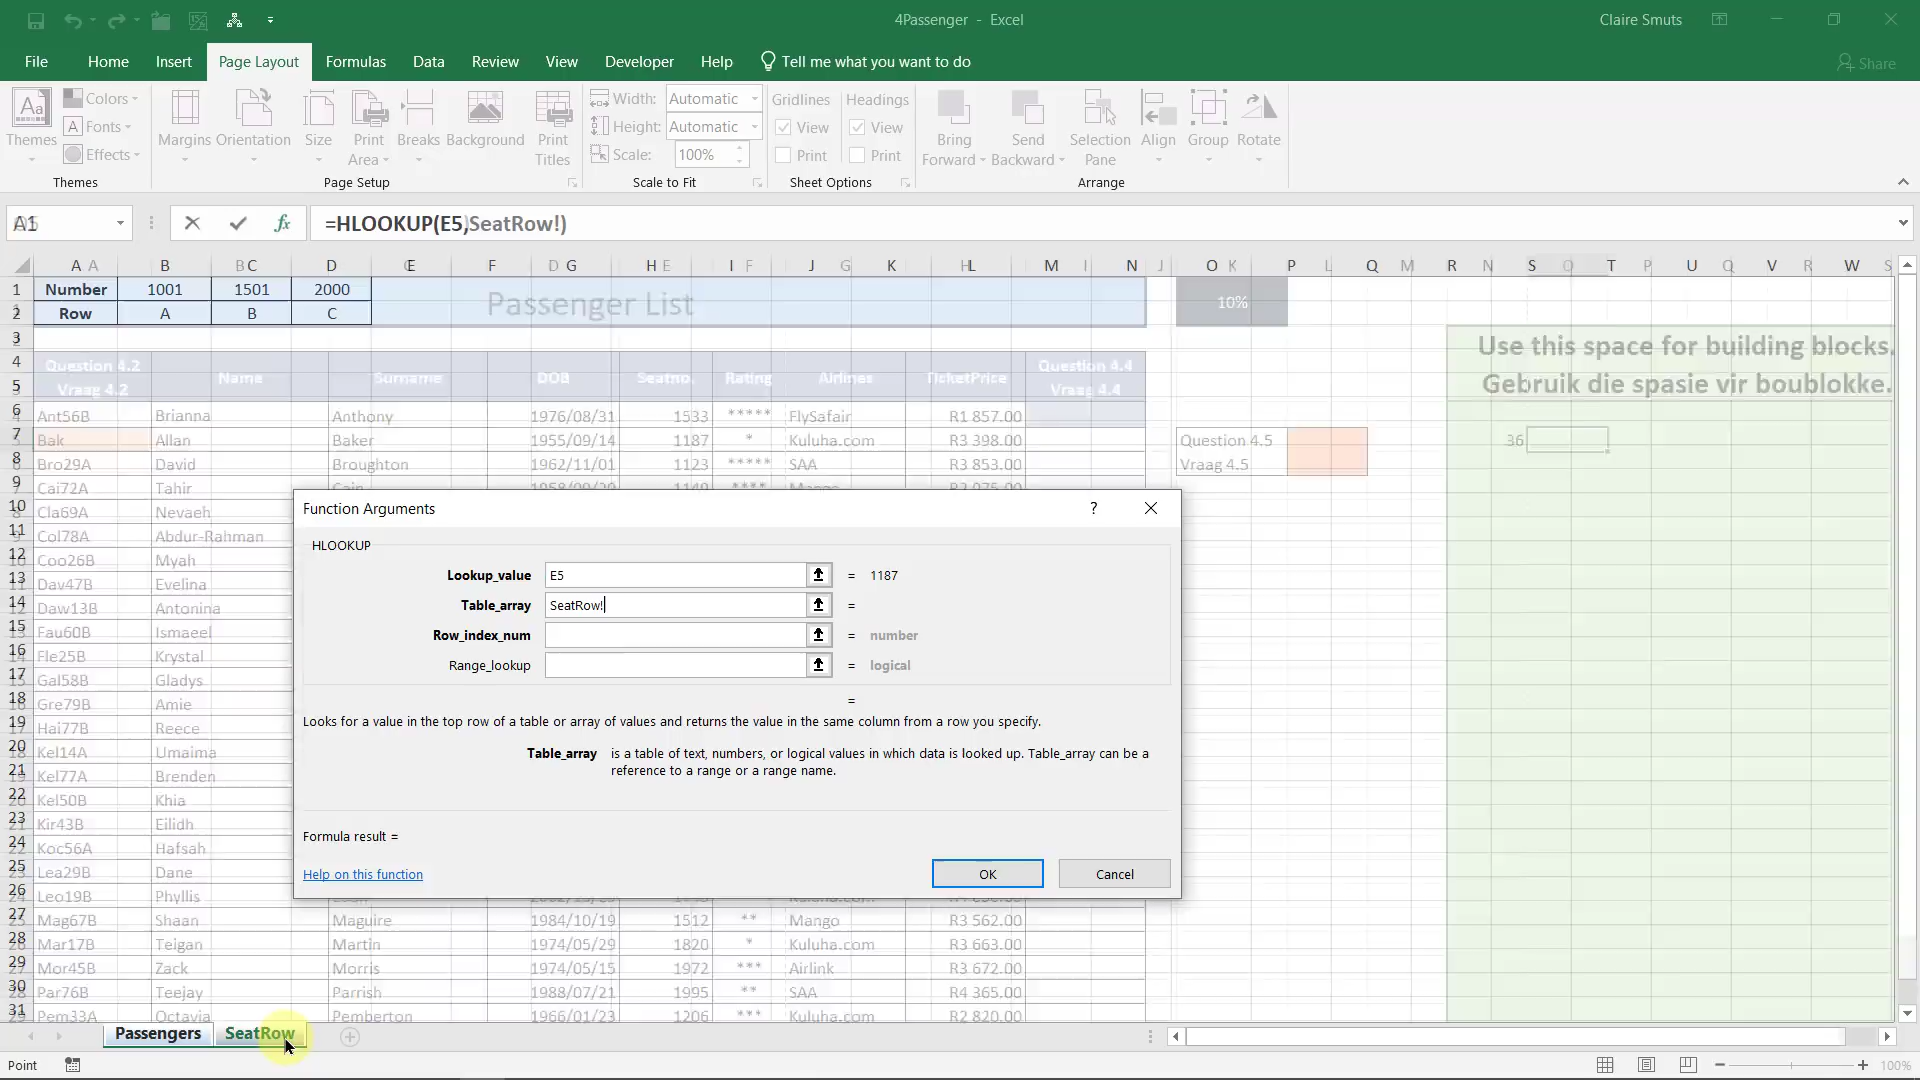 4Passenger - Excel
Claire Smuts
File Home Insert Page Layout Formulas Data Review View Developer Help Tell me what you want to do
Share
Themes
Colors
Fonts
Effects
Themes
Margins
Orientation
Size
Print Area
Breaks
Background
Print Titles
Page Setup
Width: Automatic
Height: Automatic
Scale: 100%
Scale to Fit
Gridlines
View
Print
Headings
View
Print
Sheet Options
Bring Forward
Send Backward
Selection Pane
Align
Group
Rotate
Arrange
A1
=HLOOKUP(E5,SeatRow!)
Number 1001 1501 2000
Row A B C
Passenger List
10%
Use this space for building blocks.
Gebruik die spasie vir boublokke.
Question 4.2
Vraag 4.2
Name Surname DOB Seatno. Rating Airlines TicketPrice
Question 4.4
Vraag 4.4
Ant56B Brianna Anthony 1976/08/31 1533 ***** FlySafair R1 857.00
Bak Allan Baker 1955/09/14 1187 * Kuluha.com R3 398.00
Question 4.5
Vraag 4.5
36
Bro29A David Broughton 1962/11/01 1123 ***** SAA R3 853.00
Cai72A Tahir Cain
Cla69A Nevaeh
Col78A Abdur-Rahman
Coo26B Myah
Dav47B Evelina
Daw13B Antonina
Fau60B Ismaeel
Fle25B Krystal
Gal58B Gladys
Gre79B Amie
Hai77B Reece
Kel14A Umaima
Kel77A Brenden
Kel50B Khia
Kir43B Eilidh
Koc56A Hafsah
Lea29B Dane
Leo19B Phyllis
Mag67B Shaan Maguire 1984/10/19 1512 ** Mango R3 562.00
Mar17B Teigan Martin 1974/05/29 1820 * Kuluha.com R3 663.00
Mor45B Zack Morris 1974/05/15 1972 *** Airlink R3 672.00
Par76B Teejay Parrish 1988/07/21 1995 ** SAA R4 365.00
Pem33A Octavia Pemberton 1966/01/23 1206 *** Kuluha.com R2 820.00
Function Arguments
?
HLOOKUP
Lookup_value E5 = 1187
Table_array SeatRow! =
Row_index_num = number
Range_lookup = logical
=
Looks for a value in the top row of a table or array of values and returns the value in the same column from a row you specify.
Table_array is a table of text, numbers, or logical values in which data is looked up. Table_array can be a
reference to a range or a range name.
Formula result =
Help on this function
OK
Cancel
Passengers SeatRow
Point
100%